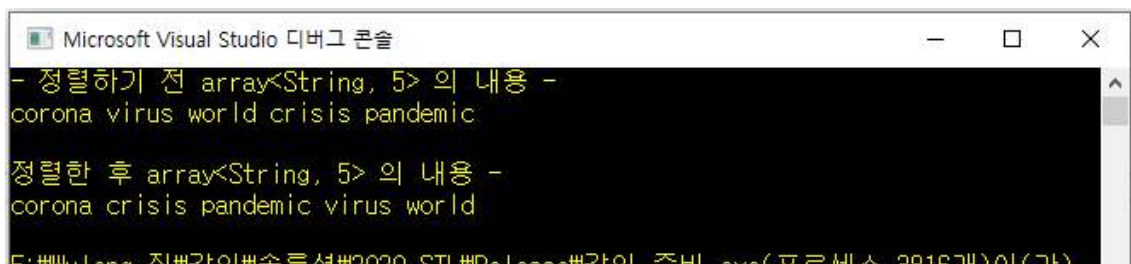 Microsoft Visual Studio 디버그 콘솔
- 정렬하기 전 array<String, 5> 의 내용 -
corona virus world crisis pandemic
정렬한 후 array<String, 5> 의 내용 -
corona crisis pandemic virus world